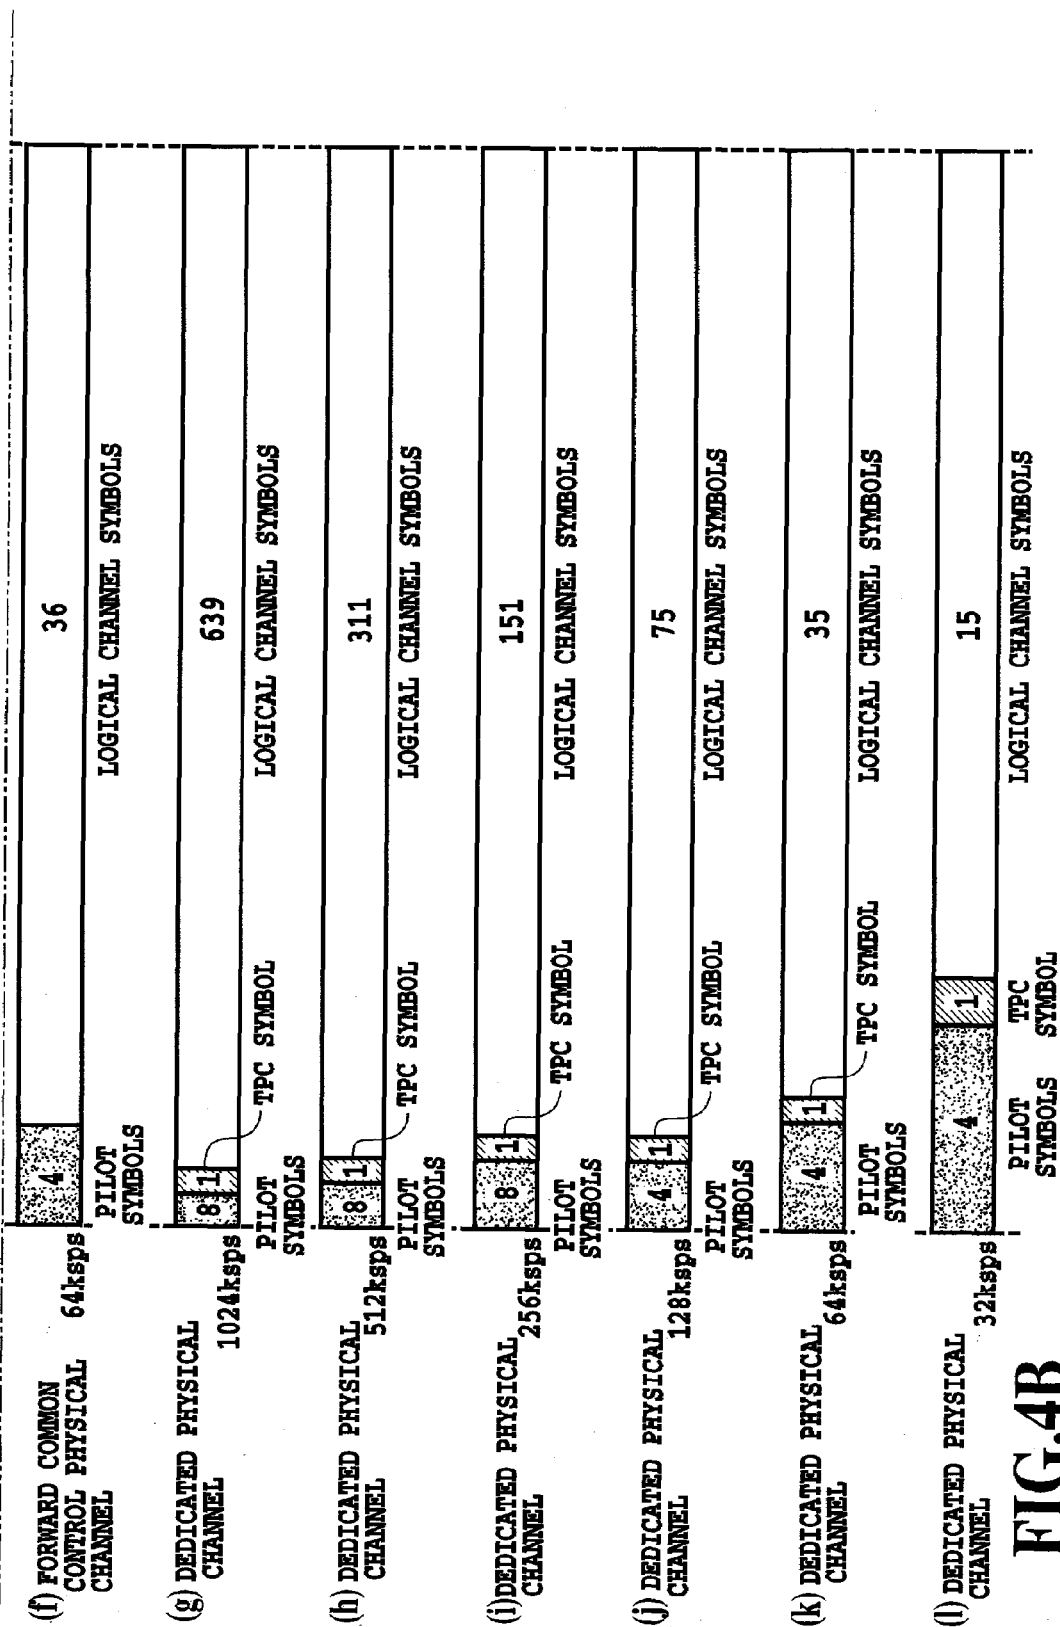 (f) FORWARD COMMON
CONTROL PHYSICAL
CHANNEL
64ksps
4
36
PILOT
SYMBOLS
LOGICAL CHANNEL SYMBOLS
(g) DEDICATED PHYSICAL
CHANNEL
1024ksps
8
1
639
PILOT
SYMBOLS
TPC SYMBOL
LOGICAL CHANNEL SYMBOLS
(h) DEDICATED PHYSICAL
CHANNEL
512ksps
8
1
311
PILOT
SYMBOLS
TPC SYMBOL
LOGICAL CHANNEL SYMBOLS
(i) DEDICATED PHYSICAL
CHANNEL
256ksps
8
1
151
PILOT
SYMBOLS
TPC SYMBOL
LOGICAL CHANNEL SYMBOLS
(j) DEDICATED PHYSICAL
CHANNEL
128ksps
4
1
75
PILOT
SYMBOLS
TPC SYMBOL
LOGICAL CHANNEL SYMBOLS
(k) DEDICATED PHYSICAL
CHANNEL
64ksps
4
1
35
PILOT
SYMBOLS
TPC SYMBOL
LOGICAL CHANNEL SYMBOLS
(l) DEDICATED PHYSICAL
CHANNEL
32ksps
4
1
15
PILOT
SYMBOLS
TPC
SYMBOL
LOGICAL CHANNEL SYMBOLS
FIG.4B